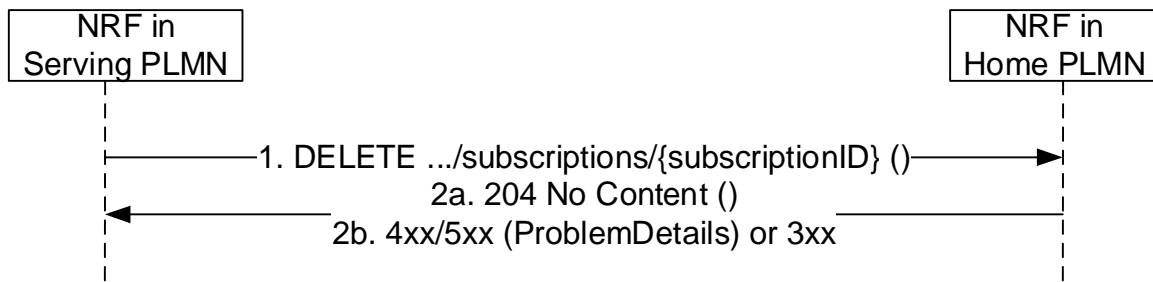 NRF in
Serving PLMN
NRF in
Home PLMN
1. DELETE .../subscriptions/{subscriptionID} ()
2a. 204 No Content ()
2b. 4xx/5xx (ProblemDetails) or 3xx